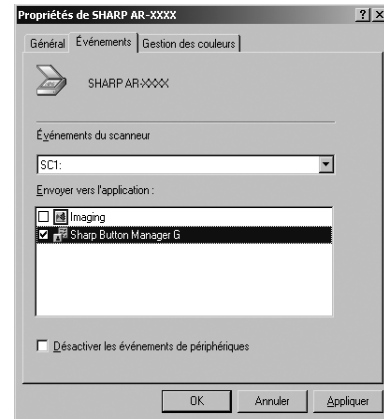 Propriétés de SHARP AR-XXXX
Général Événements Gestion des couleurs
SHARP AR-XXXX
Événements du scanneur
SC1:
Envoyer vers l'application :
Imaging
Sharp Button Manager G
Désactiver les événements de périphériques
OK Annuler Appliquer